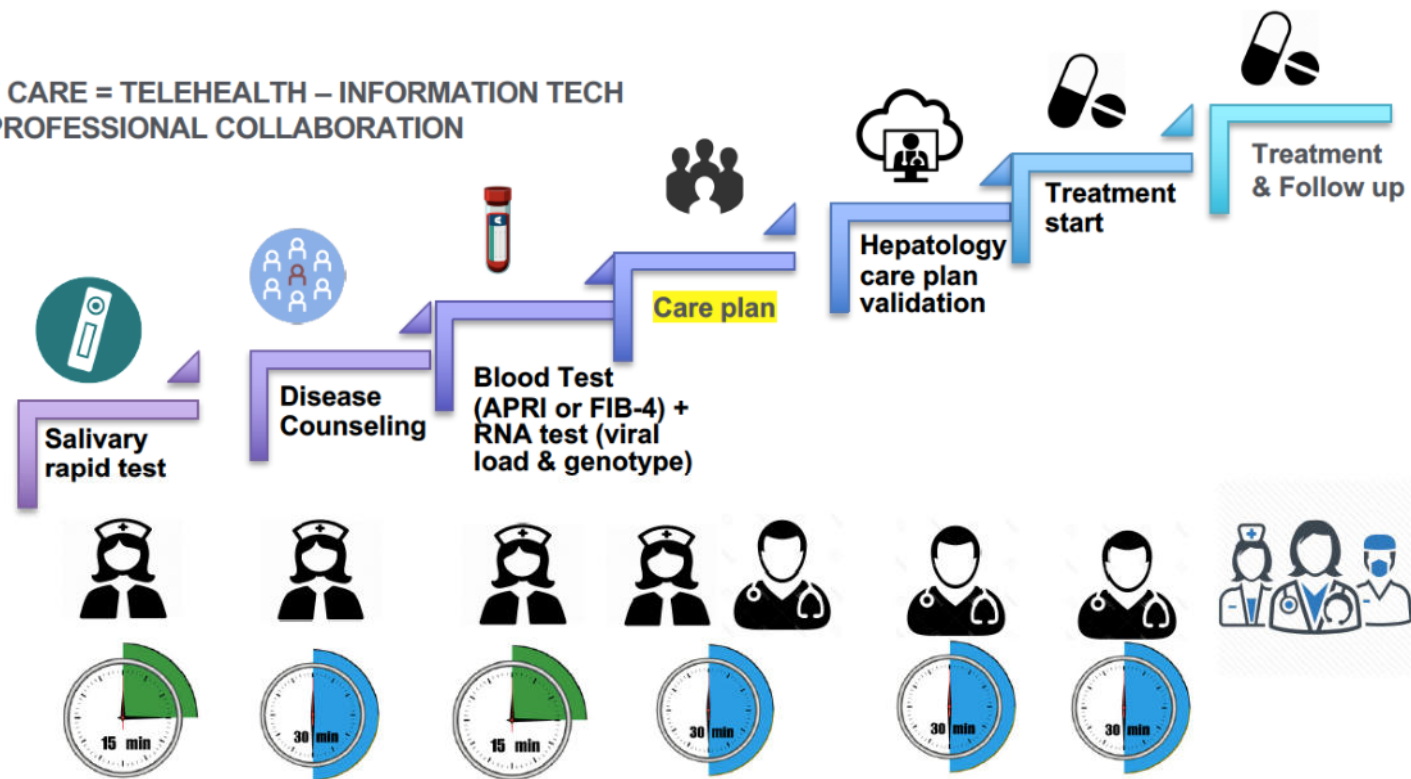 CARE = TELEHEALTH – INFORMATION TECH
PROFESSIONAL COLLABORATION
Salivary
rapid test
Disease
Counseling
Blood Test
(APRI or FIB-4) +
RNA test (viral
load & genotype)
Care plan
Hepatology
care plan
validation
Treatment
start
Treatment
& Follow up
15 min
30 min
15 min
30 min
30 min
30 min